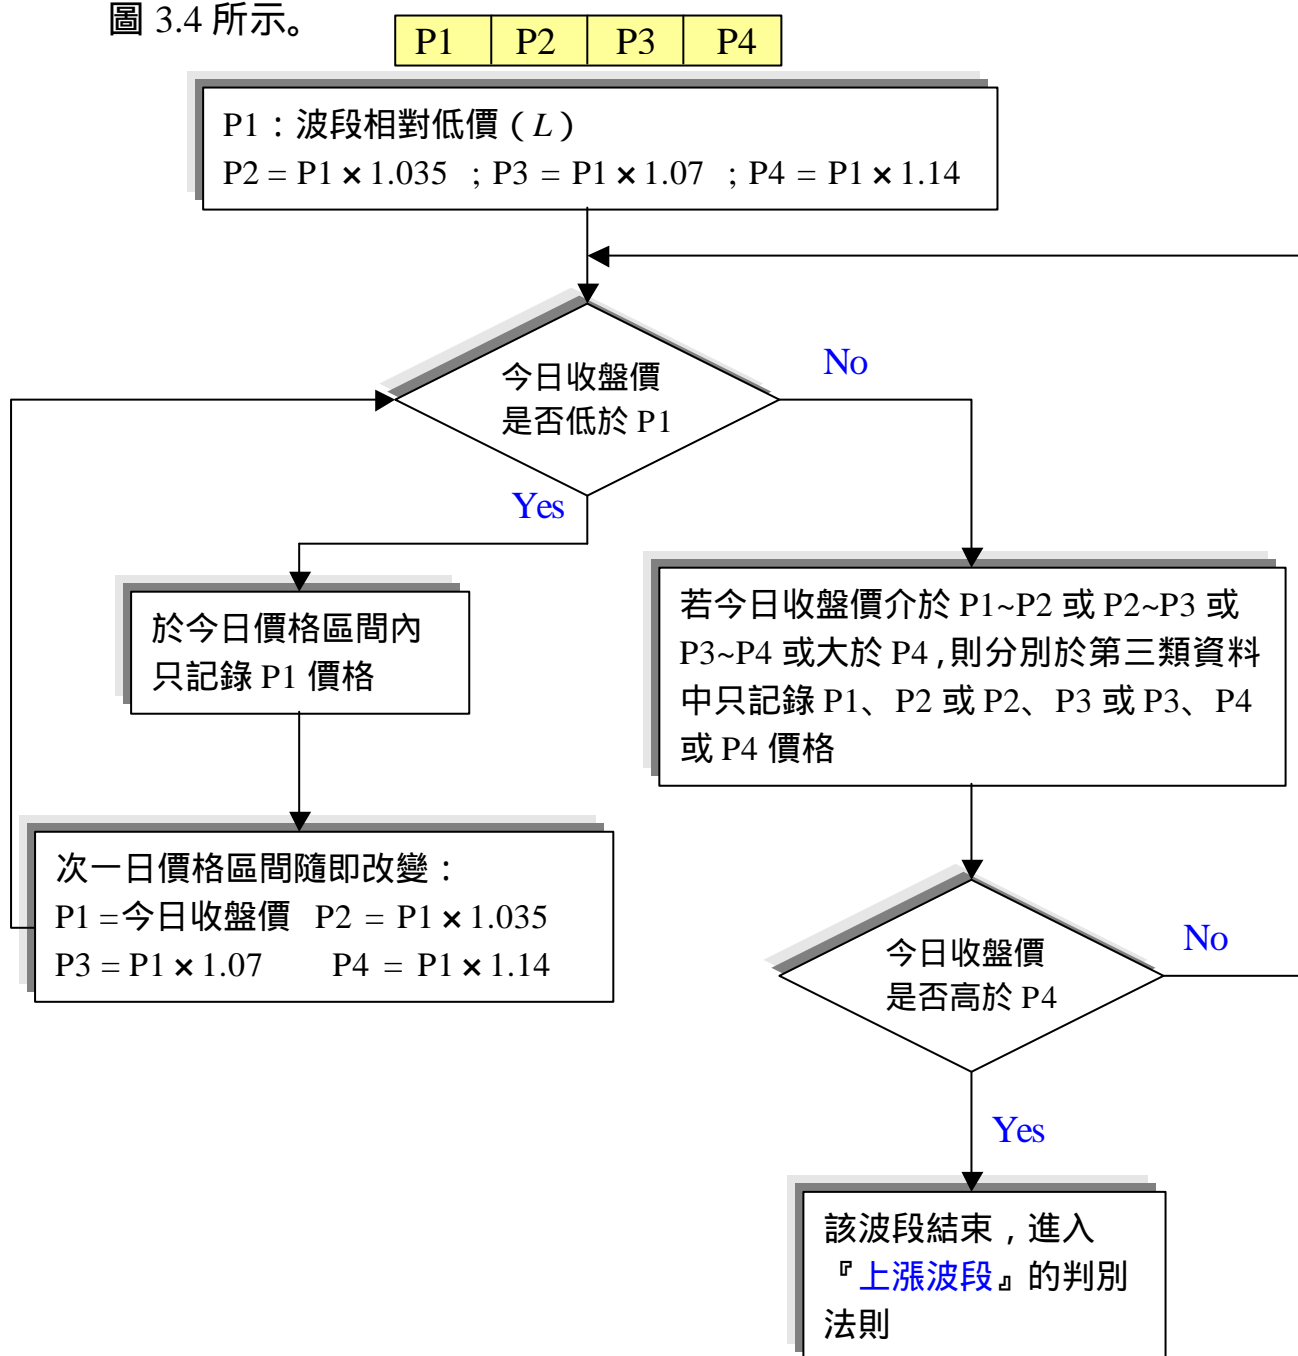 圖 3.4 所示。
P1 P2 P3 P4
P1：波段相對低價（L）
P2 = P1 × 1.035 ；P3 = P1 × 1.07 ；P4 = P1 × 1.14
今日收盤價
是否低於 P1
No
Yes
於今日價格區間內
只記錄 P1 價格
若今日收盤價介於 P1~P2 或 P2~P3 或
P3~P4 或大於 P4，則分別於第三類資料
中只記錄 P1、P2 或 P2、P3 或 P3、P4
或 P4 價格
次一日價格區間隨即改變：
P1 =今日收盤價 P2 = P1 × 1.035
P3 = P1 × 1.07 P4 = P1 × 1.14
今日收盤價
是否高於 P4
No
Yes
該波段結束，進入
『上漲波段』的判別
法則